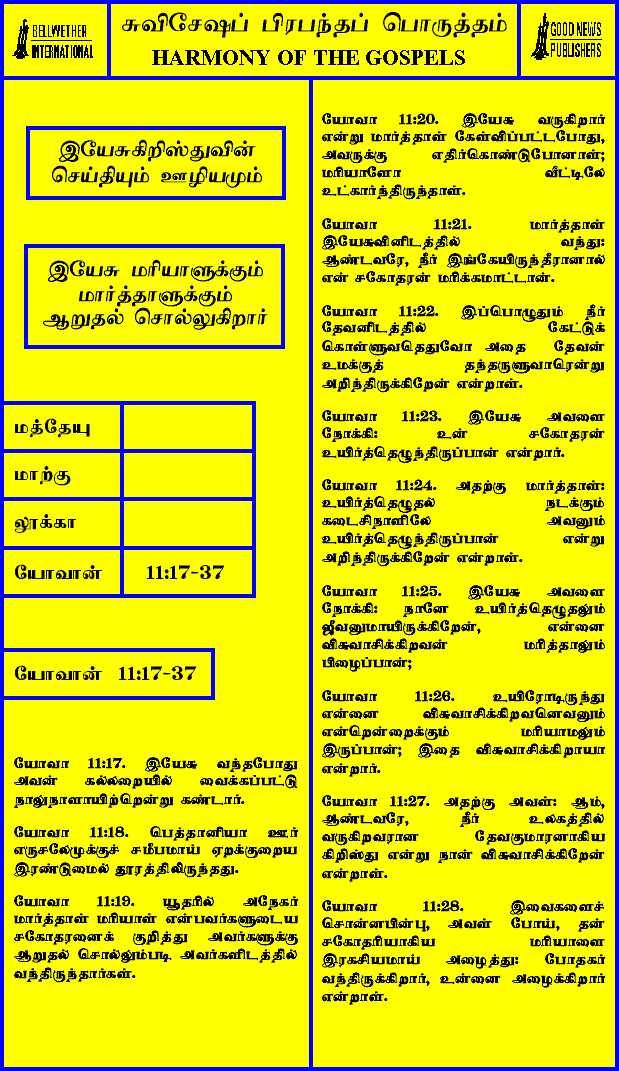 BELLWETHER
INTERNATIONAL
சுவிசேஷப் பிரபந்தப் பொருத்தம்
HARMONY OF THE GOSPELS
GOOD NEWS
PUBLISHERS
இயேசுகிறிஸ்துவின்
செய்தியும் ஊழியமும்
இயேசு மரியாளுக்கும்
மார்த்தாளுக்கும்
ஆறுதல் சொல்லுகிறார்
மத்தேயு
மாற்கு
லூக்கா
யோவான் 11:17-37
யோவான் 11:17-37
யோவா 11:17. இயேசு வந்தபோது
அவன் கல்லறையில் வைக்கப்பட்டு
நாலுநாளாயிற்றென்று கண்டார்.
யோவா 11:18. பெத்தானியா ஊர்
எருசலேமுக்குச் சமீபமாய் ஏறக்குறைய
இரண்டுமைல் தூரத்திலிருந்தது.
யோவா 11:19. யூதரில் அநேகர்
மார்த்தாள் மரியாள் என்பவர்களுடைய
சகோதரனைக் குறித்து அவர்களுக்கு
ஆறுதல் சொல்லும்படி அவர்களிடத்தில்
வந்திருந்தார்கள்.
யோவா 11:20. இயேசு வருகிறார்
என்று மார்த்தாள் கேள்விப்பட்டபோது,
அவருக்கு எதிர்கொண்டுபோனாள்;
மரியாளோ வீட்டிலே
உட்கார்ந்திருந்தாள்.
யோவா 11:21. மார்த்தாள்
இயேசுவினிடத்தில் வந்து:
ஆண்டவரே, நீர் இங்கேயிருந்தீரானால்
என் சகோதரன் மரிக்கமாட்டான்.
யோவா 11:22. இப்பொழுதும் நீர்
தேவனிடத்தில் கேட்டுக்
கொள்ளுவதெதுவோ அதை தேவன்
உமக்குத் தந்தருளுவாரென்று
அறிந்திருக்கிறேன் என்றாள்.
யோவா 11:23. இயேசு அவளை
நோக்கி: உன் சகோதரன்
உயிர்த்தெழுந்திருப்பான் என்றார்.
யோவா 11:24. அதற்கு மார்த்தாள்:
உயிர்த்தெழுதல் நடக்கும்
கடைசிநாளிலே அவனும்
உயிர்த்தெழுந்திருப்பான் என்று
அறிந்திருக்கிறேன் என்றாள்.
யோவா 11:25. இயேசு அவளை
நோக்கி: நானே உயிர்த்தெழுதலும்
ஜீவனுமாயிருக்கிறேன், என்னை
விசுவாசிக்கிறவன் மரித்தாலும்
பிழைப்பான்;
யோவா 11:26. உயிரோடிருந்து
என்னை விசுவாசிக்கிறவனெவனும்
என்றென்றைக்கும் மரியாமலும்
இருப்பான்; இதை விசுவாசிக்கிறாயா
என்றார்.
யோவா 11:27. அதற்கு அவள்: ஆம்,
ஆண்டவரே, நீர் உலகத்தில்
வருகிறவரான தேவகுமாரனாகிய
கிறிஸ்து என்று நான் விசுவாசிக்கிறேன்
என்றாள்.
யோவா 11:28. இவைகளைச்
சொன்னபின்பு, அவள் போய், தன்
சகோதரியாகிய மரியாளை
இரகசியமாய் அழைத்து: போதகர்
வந்திருக்கிறார், உன்னை அழைக்கிறார்
என்றாள்.